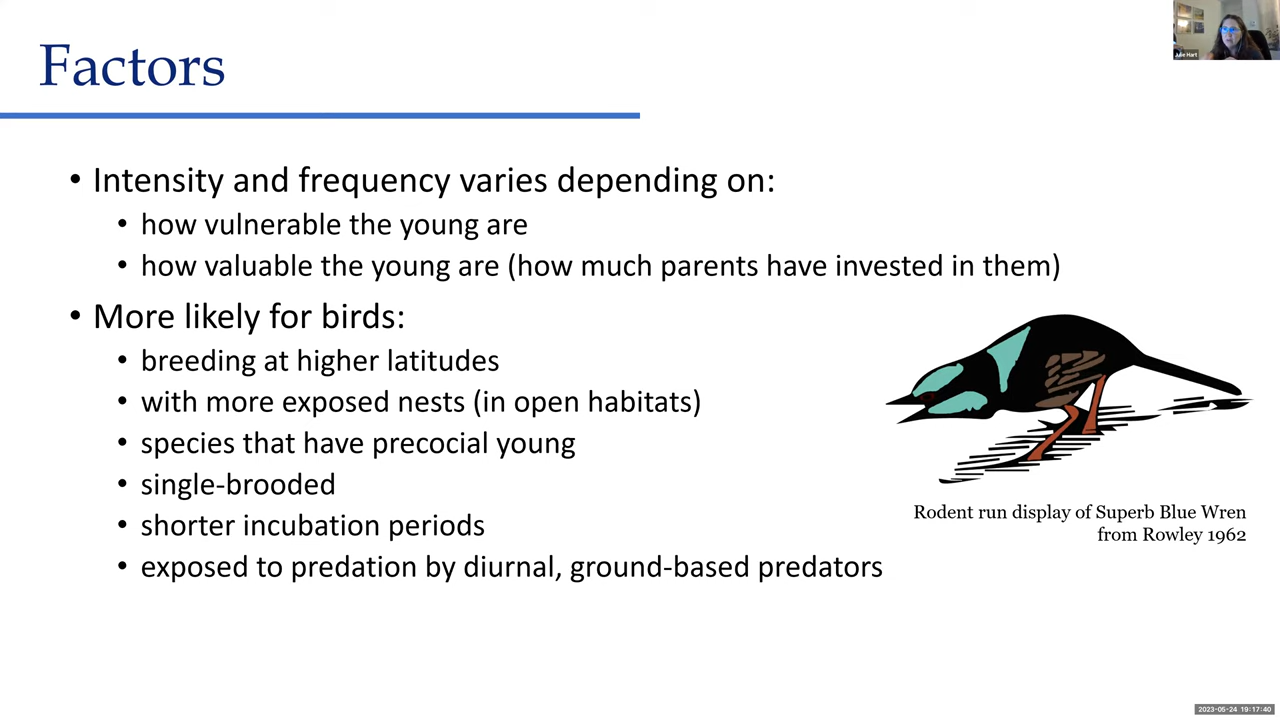 Factors
Julie Hart
• Intensity and frequency varies depending on:
• how vulnerable the young are
• how valuable the young are (how much parents have invested in them)
• More likely for birds:
• breeding at higher latitudes
• with more exposed nests (in open habitats)
• species that have precocial young
• single-brooded
• shorter incubation periods
• exposed to predation by diurnal, ground-based predators
Rodent run display of Superb Blue Wren
from Rowley 1962
2023-05-24 19:17:40